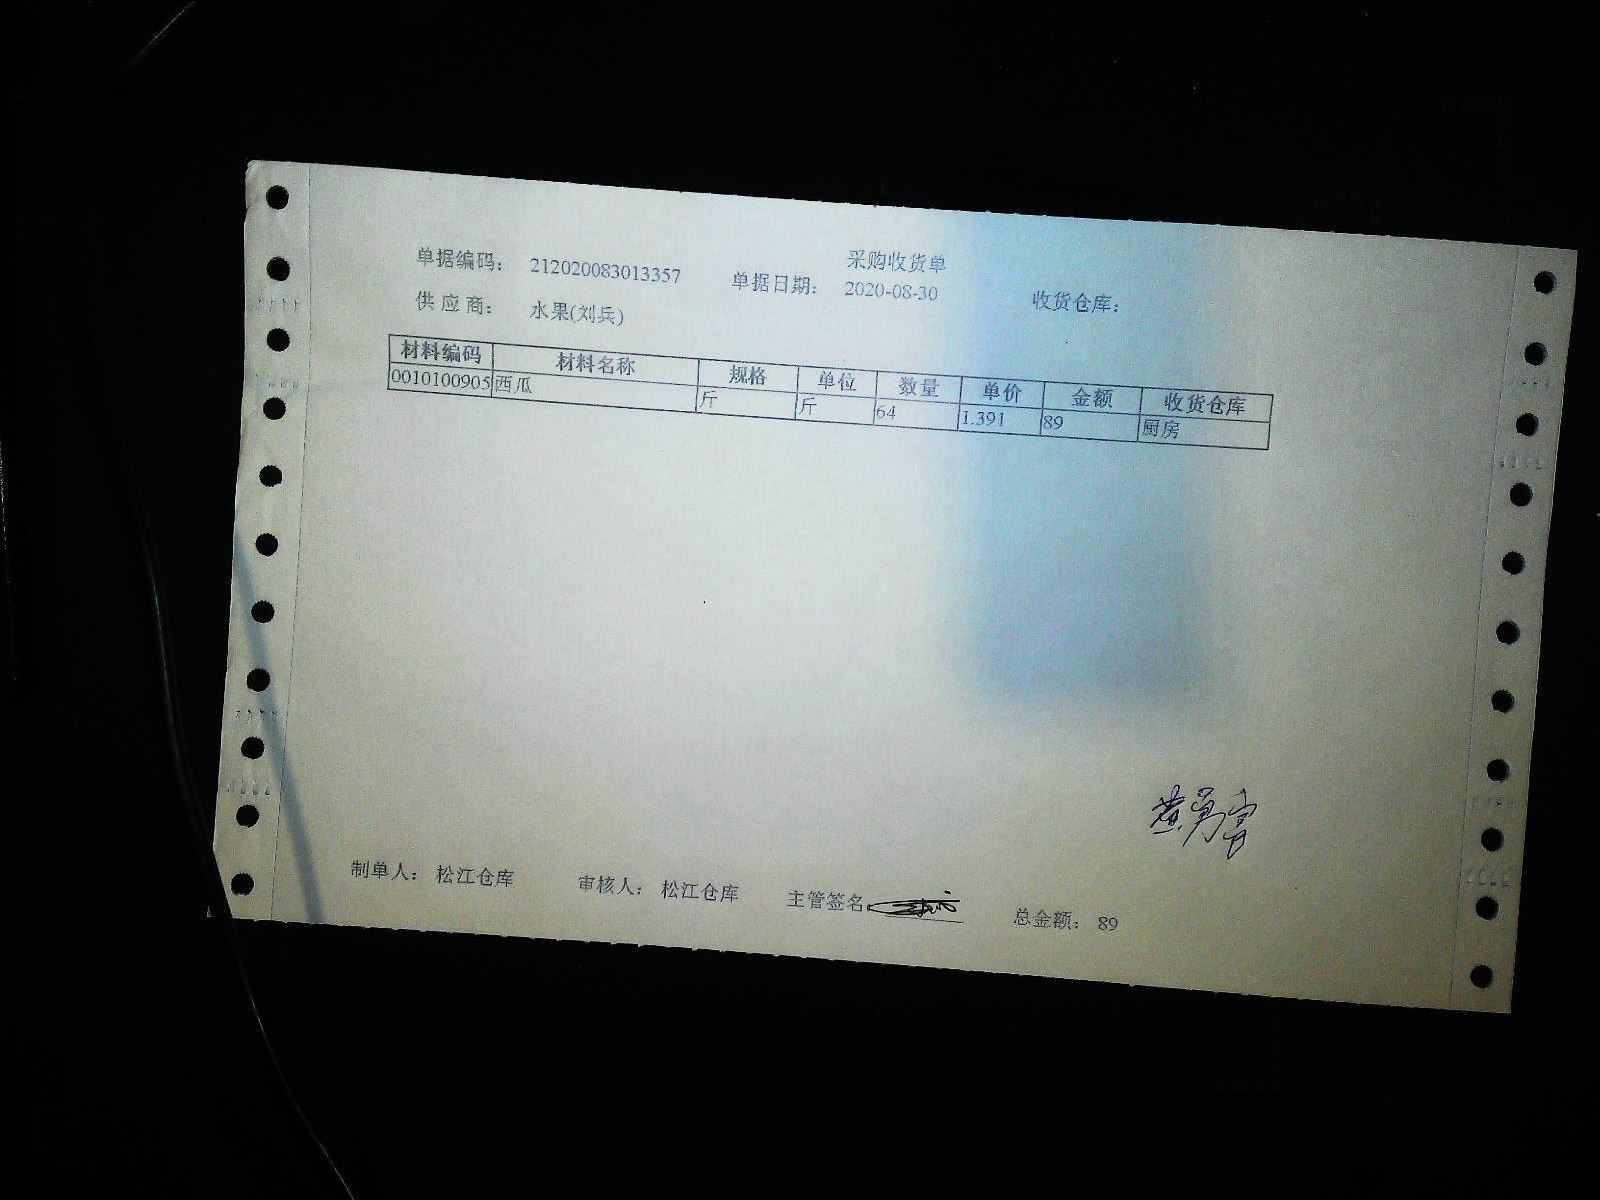 采购收货单
单据编码： 212020083013357 单据日期： 2020-08-30 收货仓库：
供 应 商： 水果(刘兵)
材料编码 材料名称 规格 单位 数量 单价 金额 收货仓库
0010100905 西瓜 斤 斤 64 1.391 89 厨房
黄勇富
制单人： 松江仓库 审核人： 松江仓库 主管签名 总金额： 89